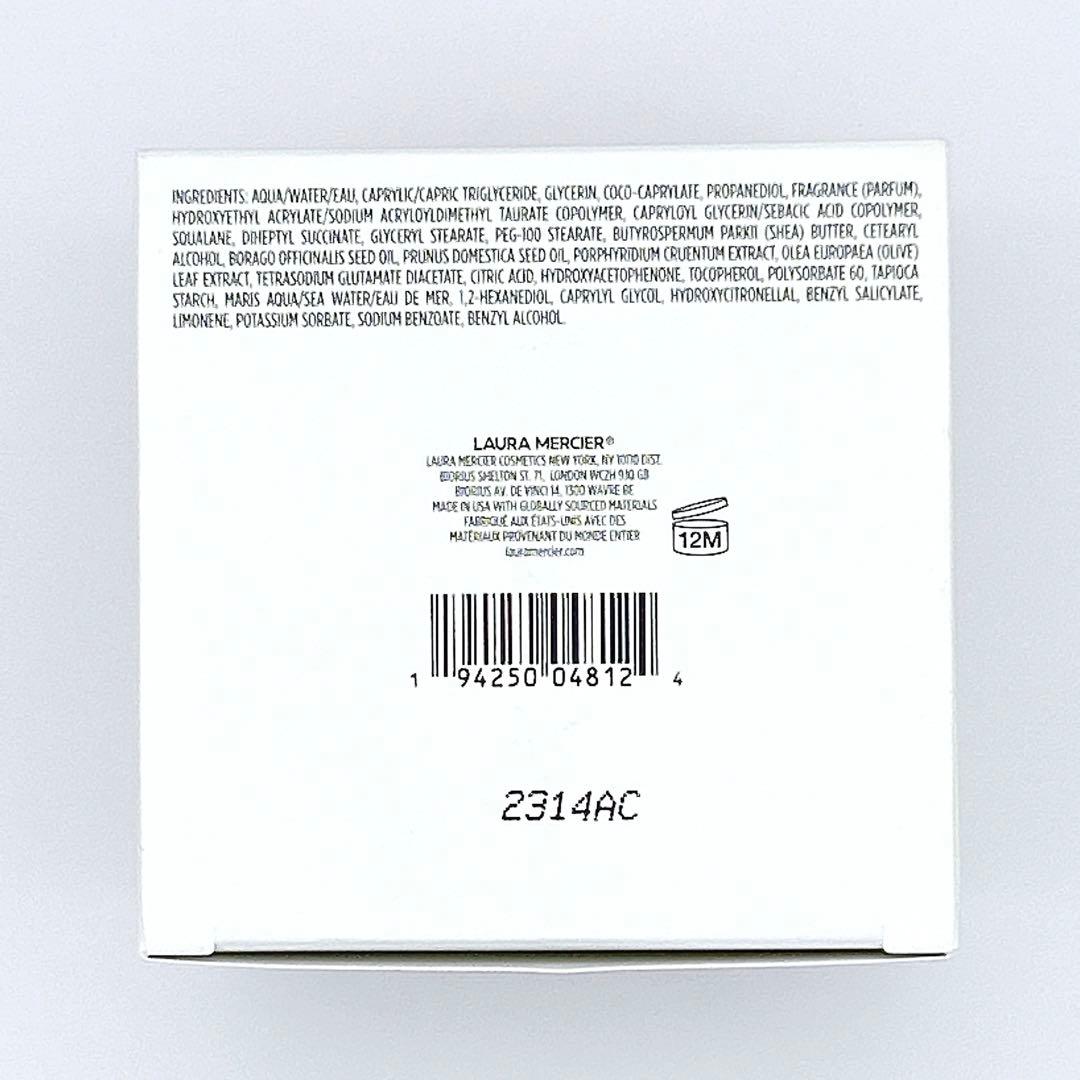 INGREDIENTS: AQUA/WATER/EAU, CAPRYLIC/CAPRIC TRIGLYCERIDE, GLYCERIN, COCO-CAPRYLATE, PROPANEDIOL, FRAGRANCE (PARFUM),
HYDROXYETHYL ACRYLATE/SODIUM ACRYLOYLDIMETHYL TAURATE COPOLYMER, CAPRYLOYL GLYCERIN/SEBACIC ACID COPOLYMER,
SQUALANE, DIHEPTYL SUCCINATE, GLYCERYL STEARATE, PEG-100 STEARATE, BUTYROSPERMUM PARKII (SHEA) BUTTER, CETEARYL
ALCOHOL, BORAGO OFFICINALIS SEED OIL, PRUNUS DOMESTICA SEED OIL, PORPHYRIDIUM CRUENTUM EXTRACT, OLEA EUROPAEA (OLIVE)
LEAF EXTRACT, TETRASODIUM GLUTAMATE DIACETATE, CITRIC ACID, HYDROXYACETOPHENONE, TOCOPHEROL, POLYSORBATE 60, TAPIOCA
STARCH, MARIS AQUA/SEA WATER/EAU DE MER, 1,2-HEXANEDIOL, CAPRYLYL GLYCOL, HYDROXYCITRONELLAL, BENZYL SALICYLATE,
LIMONENE, POTASSIUM SORBATE, SODIUM BENZOATE, BENZYL ALCOHOL.
LAURA MERCIER®
LAURA MERCIER COSMETICS NEW YORK, NY DIST.
BIORIUS SHELTON ST. 71, LONDON WC2H 9JQ GB
BIORIUS AV. DE VINCI 14, 1300 WAVRE BE
MADE IN USA WITH GLOBALLY SOURCED MATERIALS
FABRIQUÉ AUX ÉTATS-UNIS AVEC DES
MATÉRIAUX PROVENANT DU MONDE ENTIER
lauramercier.com
12M
1 94250 04812 4
2314AC